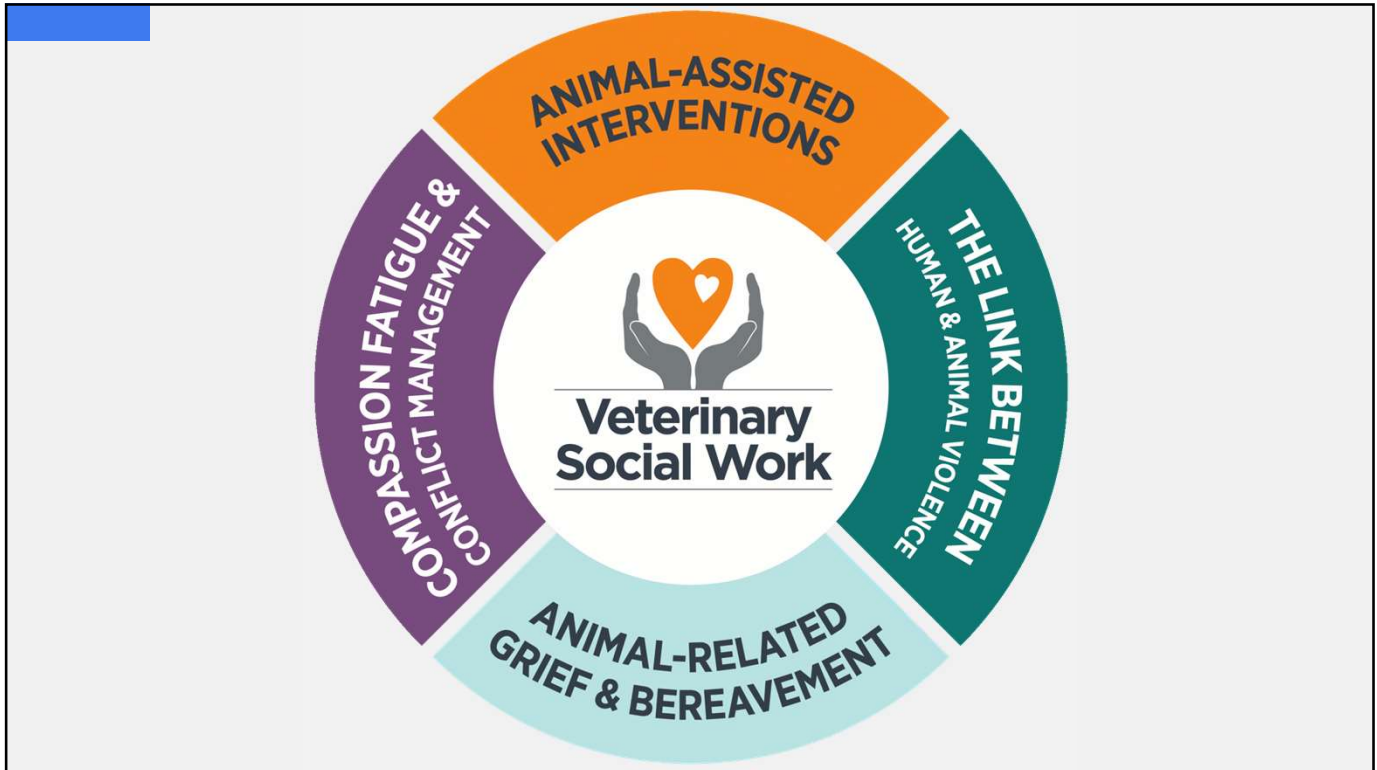 ANIMAL-ASSISTED
INTERVENTIONS
THE LINK BETWEEN
HUMAN & ANIMAL VIOLENCE
ANIMAL-RELATED
GRIEF & BEREAVEMENT
COMPASSION FATIGUE &
CONFLICT MANAGEMENT
Veterinary
Social Work